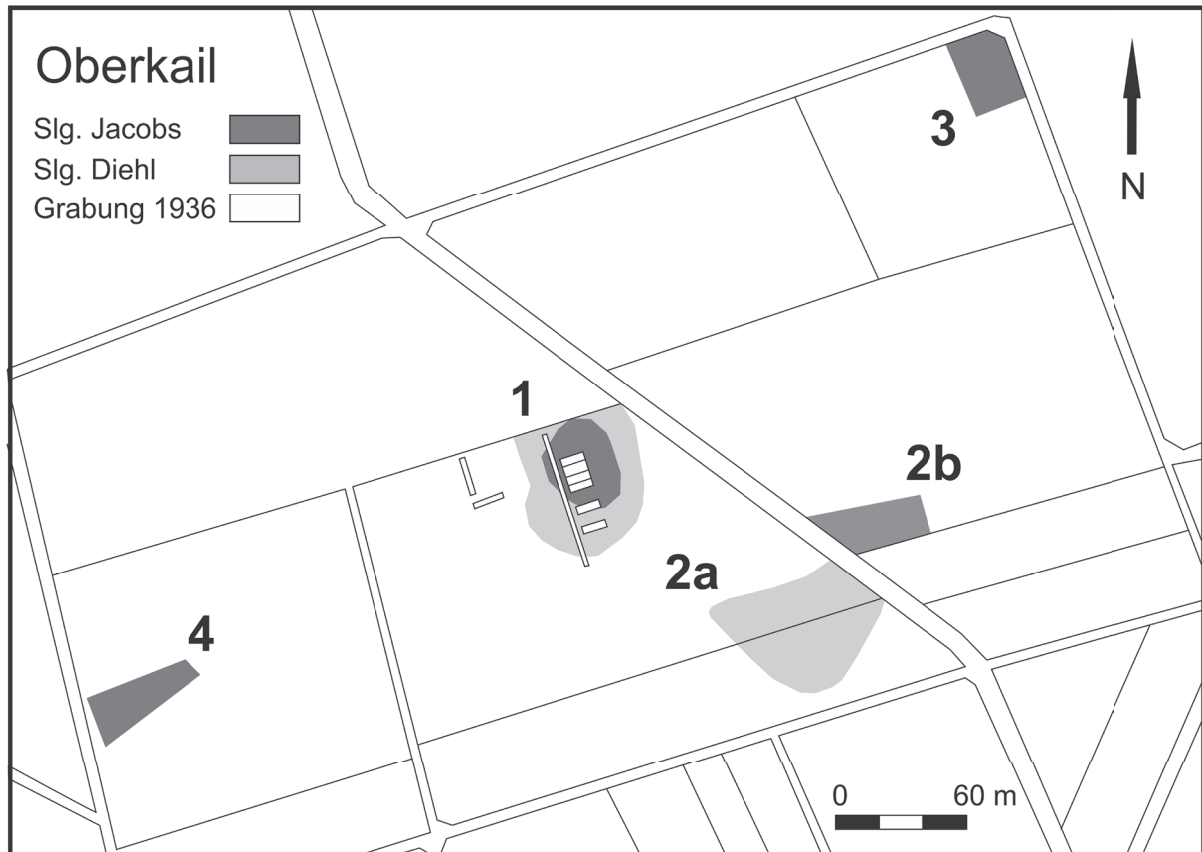 Oberkail
Slg. Jacobs
Slg. Diehl
Grabung 1936
3
N
1
2b
2a
4
0 60 m